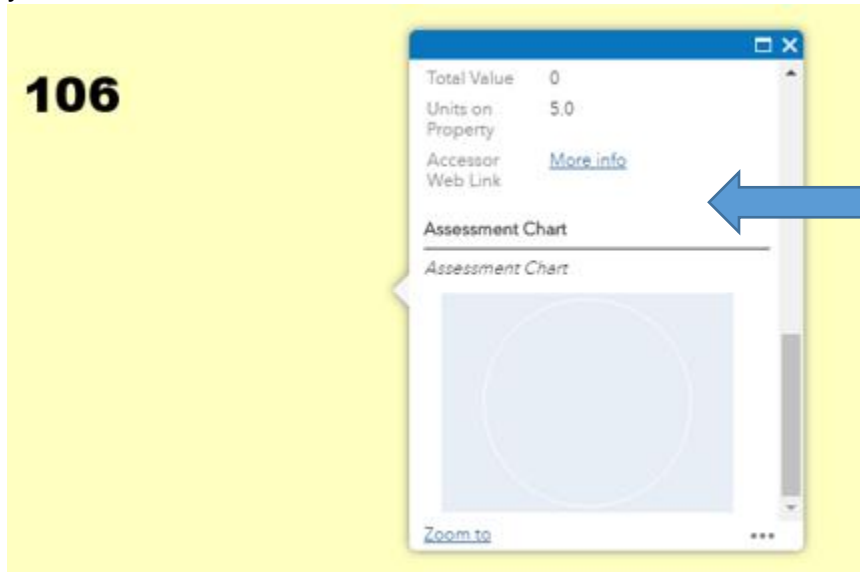 106
Total Value 0
Units on 5.0
Property
Accessor More info
Web Link
Assessment Chart
Assessment Chart
Zoom to